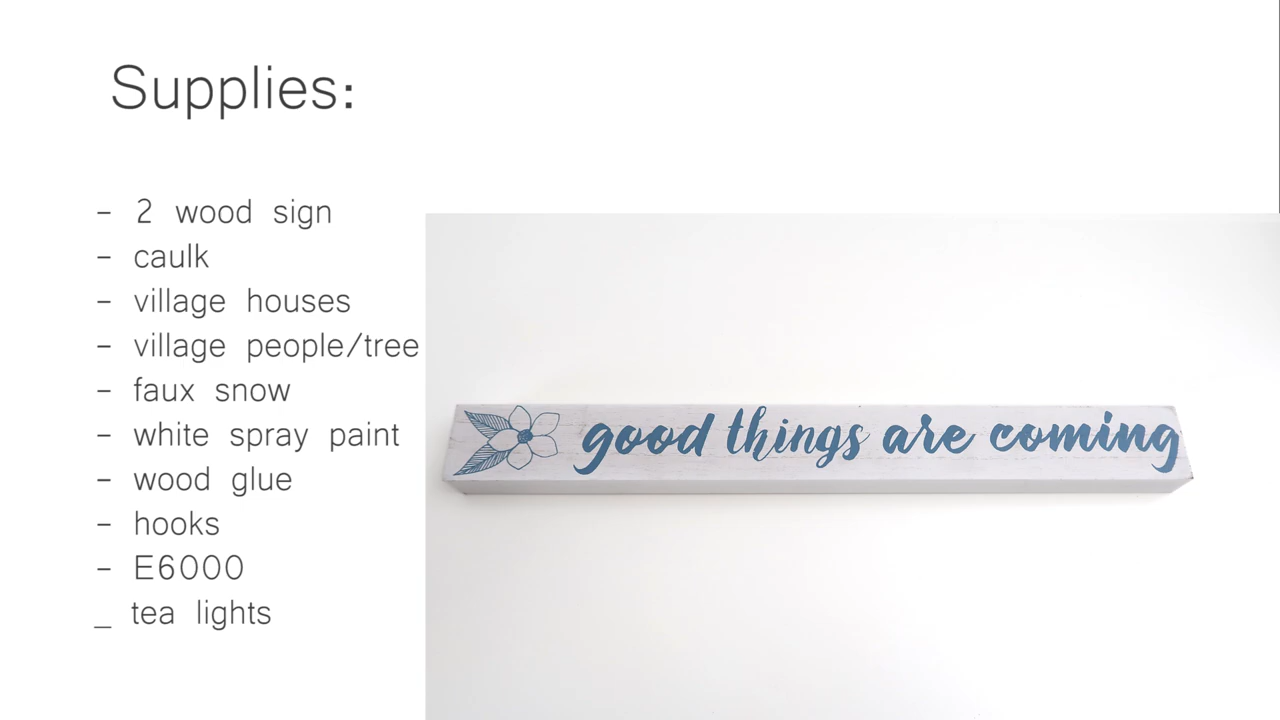 Supplies:
- 2 wood sign
- caulk
- village houses
- village people/tree
- faux snow
- white spray paint
- wood glue
- hooks
- E6000
_ tea lights
good things are coming